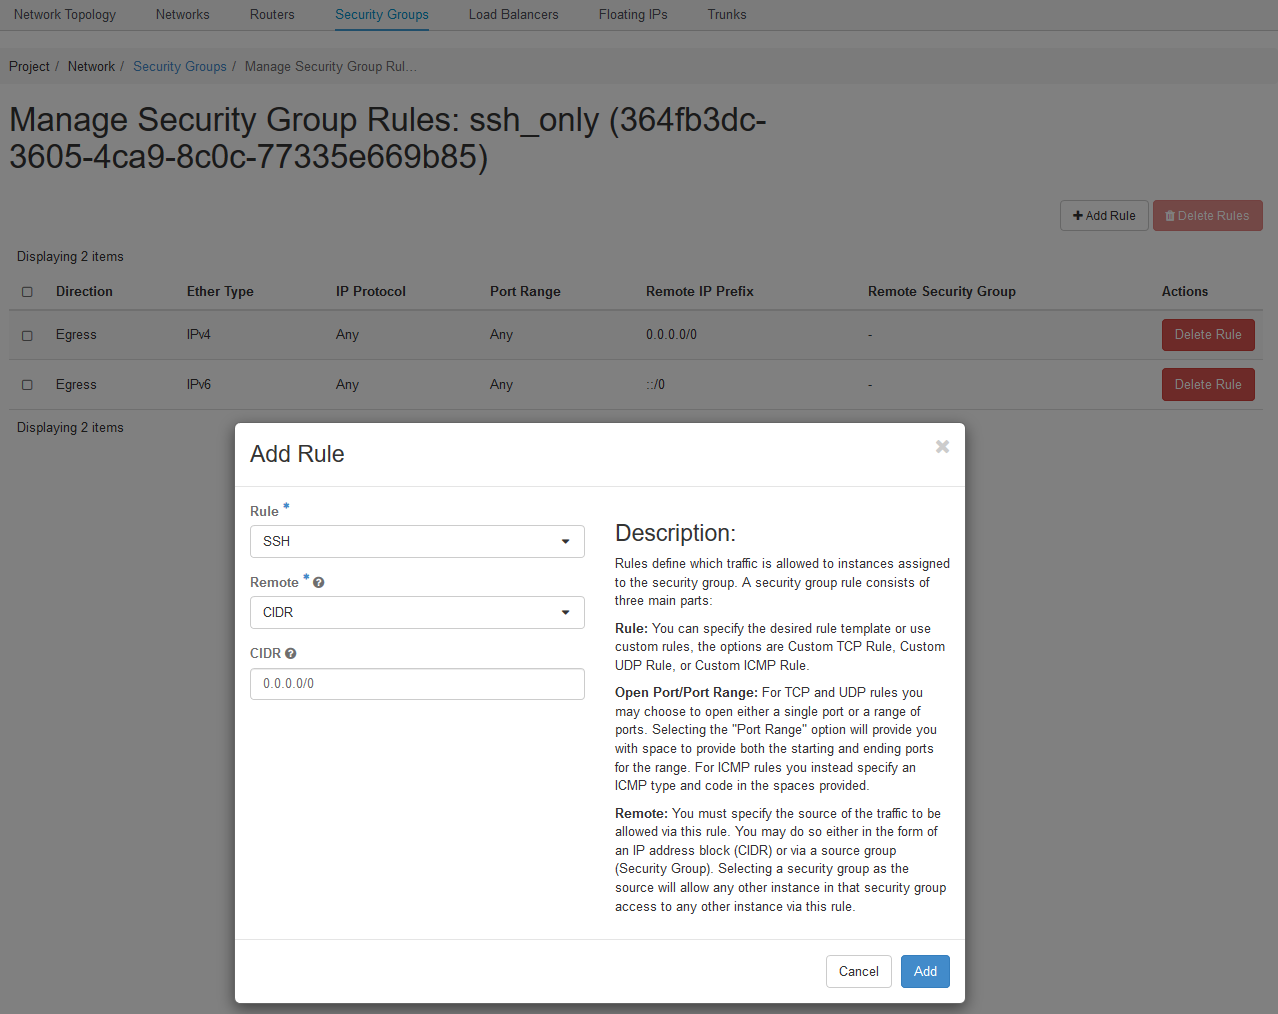 Network Topology Networks Routers Security Groups Load Balancers Floating IPs Trunks
Project / Network / Security Groups / Manage Security Group Rul...
Manage Security Group Rules: ssh_only (364fb3dc-
3605-4ca9-8c0c-77335e669b85)
Add Rule Delete Rules
Displaying 2 items
Direction Ether Type IP Protocol Port Range Remote IP Prefix Remote Security Group Actions
Egress IPv4 Any Any 0.0.0.0/0 - Delete Rule
Egress IPv6 Any Any ::/0 - Delete Rule
Displaying 2 items
Add Rule
Rule *
SSH
Remote *
CIDR
CIDR
0.0.0.0/0
Description:
Rules define which traffic is allowed to instances assigned
to the security group. A security group rule consists of
three main parts:
Rule: You can specify the desired rule template or use
custom rules, the options are Custom TCP Rule, Custom
UDP Rule, or Custom ICMP Rule.
Open Port/Port Range: For TCP and UDP rules you
may choose to open either a single port or a range of
ports. Selecting the "Port Range" option will provide you
with space to provide both the starting and ending ports
for the range. For ICMP rules you instead specify an
ICMP type and code in the spaces provided.
Remote: You must specify the source of the traffic to be
allowed via this rule. You may do so either in the form of
an IP address block (CIDR) or via a source group
(Security Group). Selecting a security group as the
source will allow any other instance in that security group
access to any other instance via this rule.
Cancel Add